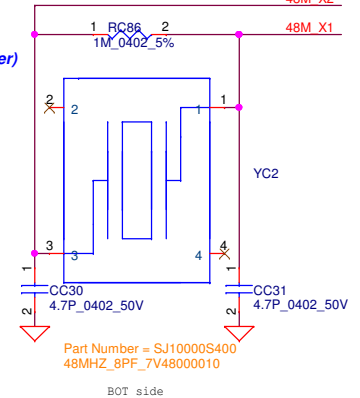 48M_X2
1 RC86 2
48M_X1
1M_0402_5%
er)
2
2
1
1
YC2
3
3
4
4
1
CC30
4.7P_0402_50V
2
1
CC31
4.7P_0402_50V
2
Part Number = SJ10000S400
48MHZ_8PF_7V48000010
BOT side